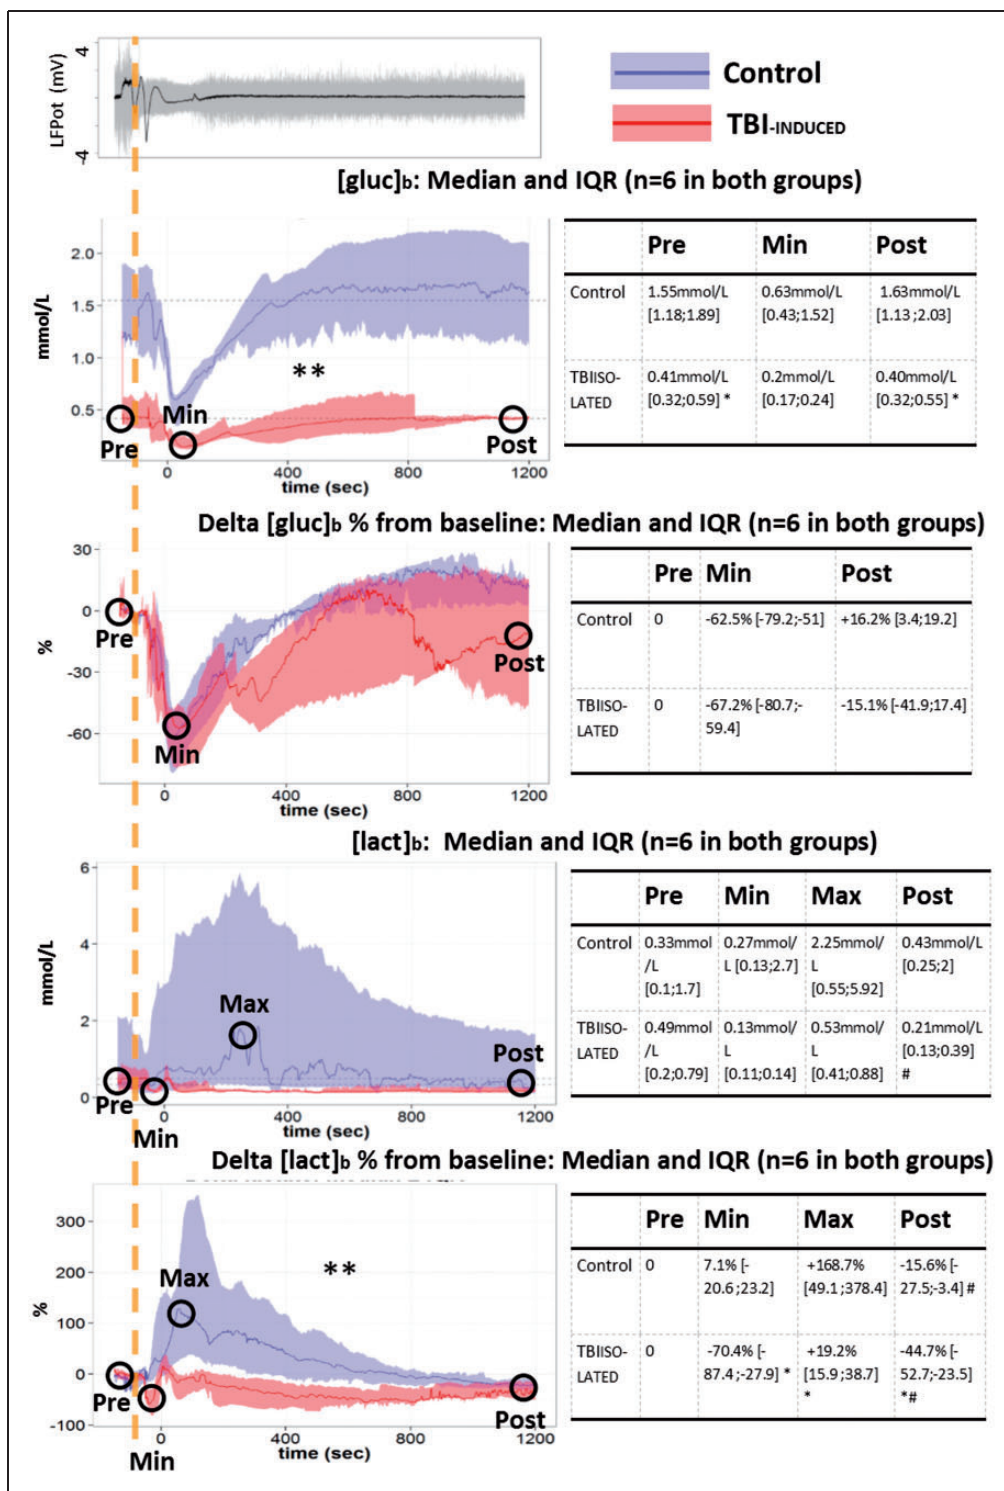 4
LFPot (mV)
-4
Control
TBI-INDUCED
[gluc]b: Median and IQR (n=6 in both groups)
2.0
1.5
1.0
0.5
mmol/L
**
Min
Pre
Post
0 400 800 1200
time (sec)
Pre Min Post
Control 1.55mmol/L 0.63mmol/L 1.63mmol/L
[1.18;1.89] [0.43;1.52] [1.13 ;2.03]
TBIISO- 0.41mmol/L 0.2mmol/L 0.40mmol/L
LATED [0.32;0.59] * [0.17;0.24] [0.32;0.55] *
Delta [gluc]b % from baseline: Median and IQR (n=6 in both groups)
30
0
-30
-60
%
Pre
Min
Post
0 400 800 1200
time (sec)
Pre Min Post
Control 0 -62.5% [-79.2;-51] +16.2% [3.4;19.2]
TBIISO- 0 -67.2% [-80.7;- -15.1% [-41.9;17.4]
LATED 59.4]
[lact]b: Median and IQR (n=6 in both groups)
6
4
2
0
mmol/L
Max
Post
Pre
Min
0 400 800 1200
time (sec)
Pre Min Max Post
Control 0.33mmol 0.27mmol/ 2.25mmol/ 0.43mmol/L
/L L [0.13;2.7] L [0.25;2]
[0.1;1.7] [0.55;5.92]
TBIISO- 0.49mmol 0.13mmol/ 0.53mmol/ 0.21mmol/L
LATED /L L L [0.13;0.39]
[0.2;0.79] [0.11;0.14] [0.41;0.88] #
Delta [lact]b % from baseline: Median and IQR (n=6 in both groups)
300
200
100
0
-100
%
**
Max
Pre
Post
Min
0 400 800 1200
time (sec)
Pre Min Max Post
Control 0 7.1% [- +168.7% -15.6% [-
20.6 ;23.2] [49.1 ;378.4] 27.5;-3.4] #
TBIISO- 0 -70.4% [- +19.2% -44.7% [-
LATED 87.4 ;-27.9] * [15.9 ;38.7] 52.7;-23.5]
* *#